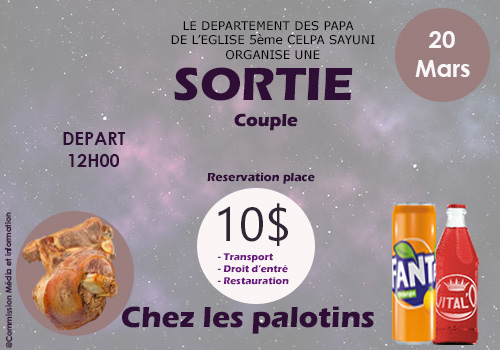 LE DEPARTEMENT DES PAPA
DE L'EGLISE 5ème CELPA SAYUNI
ORGANISE UNE
SORTIE
Couple
20
Mars
DEPART
12H00
Reservation place
10$
- Transport
- Droit d'entré
- Restauration
Chez les palotins
@Commission Média et Information
FANTA
VITAL'O